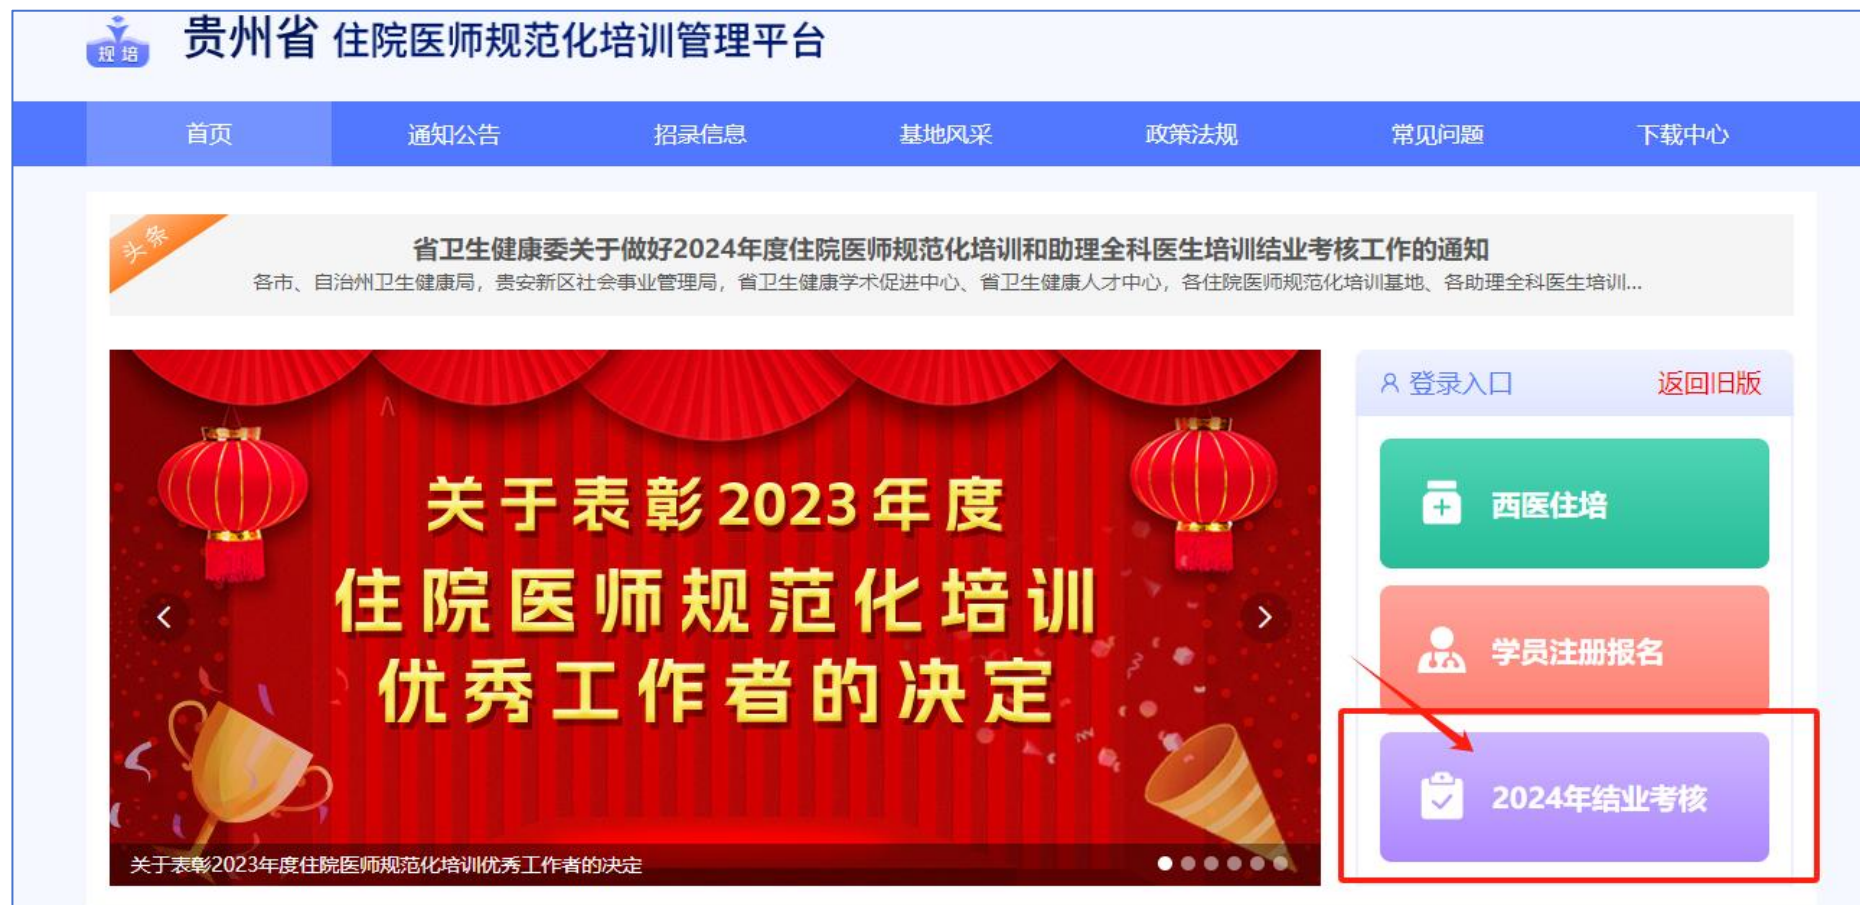 规培
贵州省 住院医师规范化培训管理平台
首页 通知公告 招录信息 基地风采 政策法规 常见问题 下载中心
头条
省卫生健康委关于做好2024年度住院医师规范化培训和助理全科医生培训结业考核工作的通知
各市、自治州卫生健康局，贵安新区社会事业管理局，省卫生健康学术促进中心、省卫生健康人才中心，各住院医师规范化培训基地、各助理全科医生培训...
关于表彰2023年度
住院医师规范化培训
优秀工作者的决定
关于表彰2023年度住院医师规范化培训优秀工作者的决定
登录入口 返回旧版
西医住培
学员注册报名
2024年结业考核